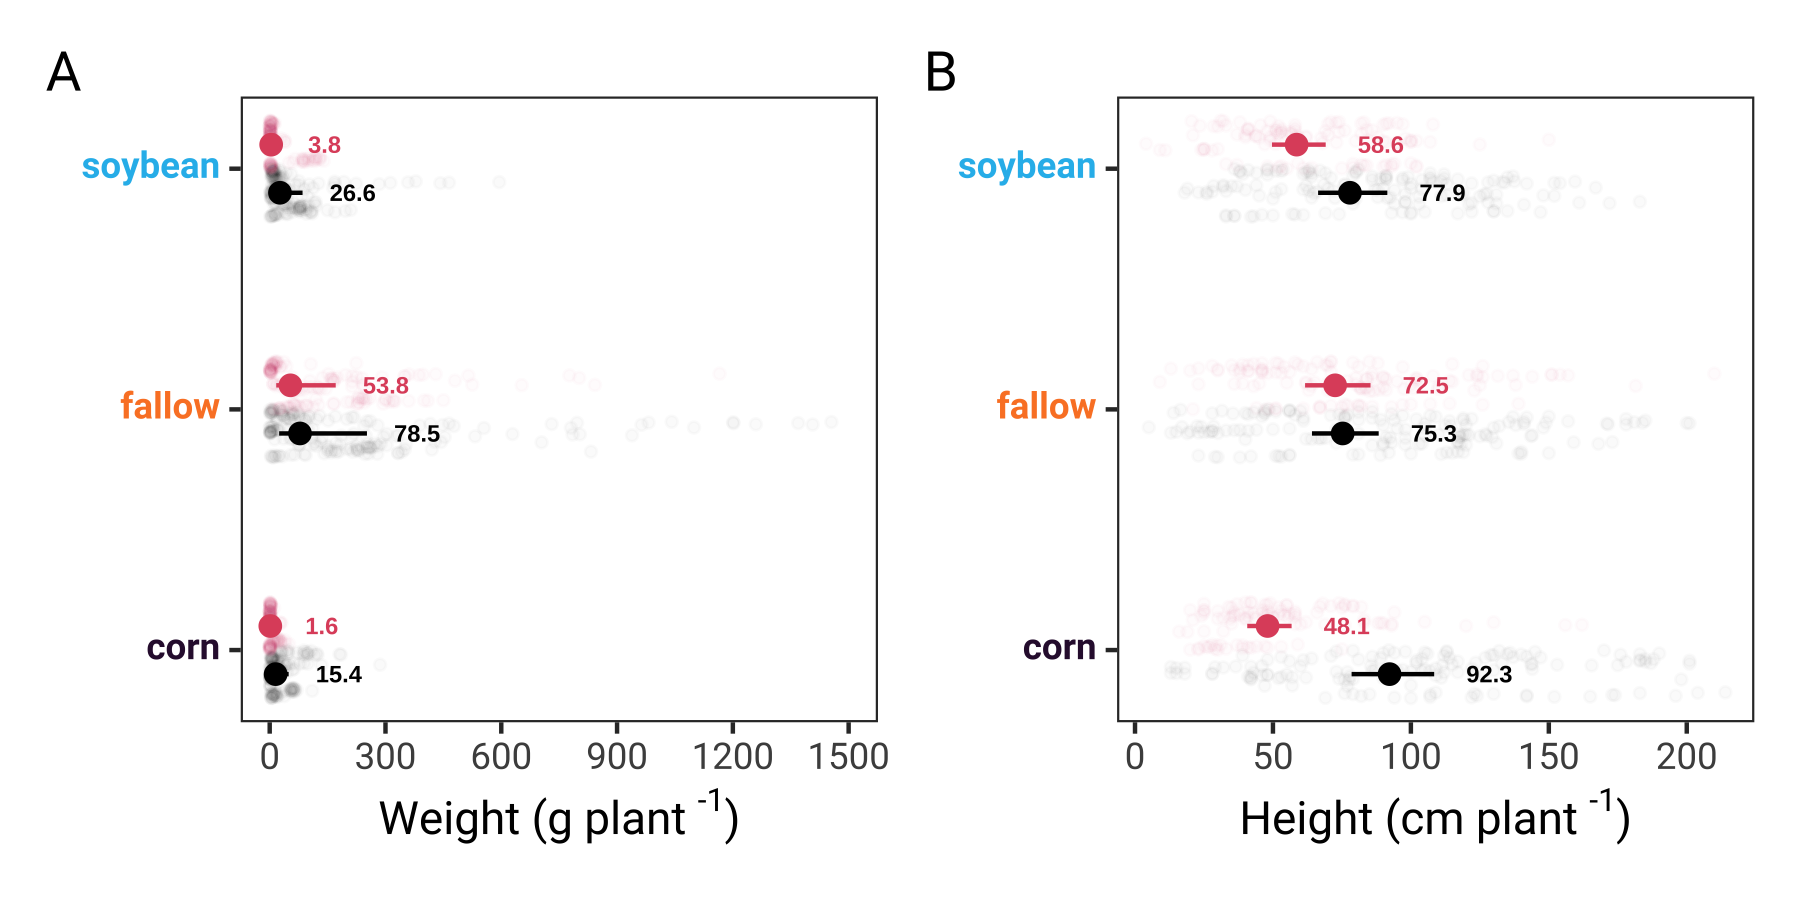 A
soybean
3.8
26.6
fallow
53.8
78.5
corn
1.6
15.4
0 300 600 900 1200 1500
Weight (g plant -1)
B
soybean
58.6
77.9
fallow
72.5
75.3
corn
48.1
92.3
0 50 100 150 200
Height (cm plant -1)